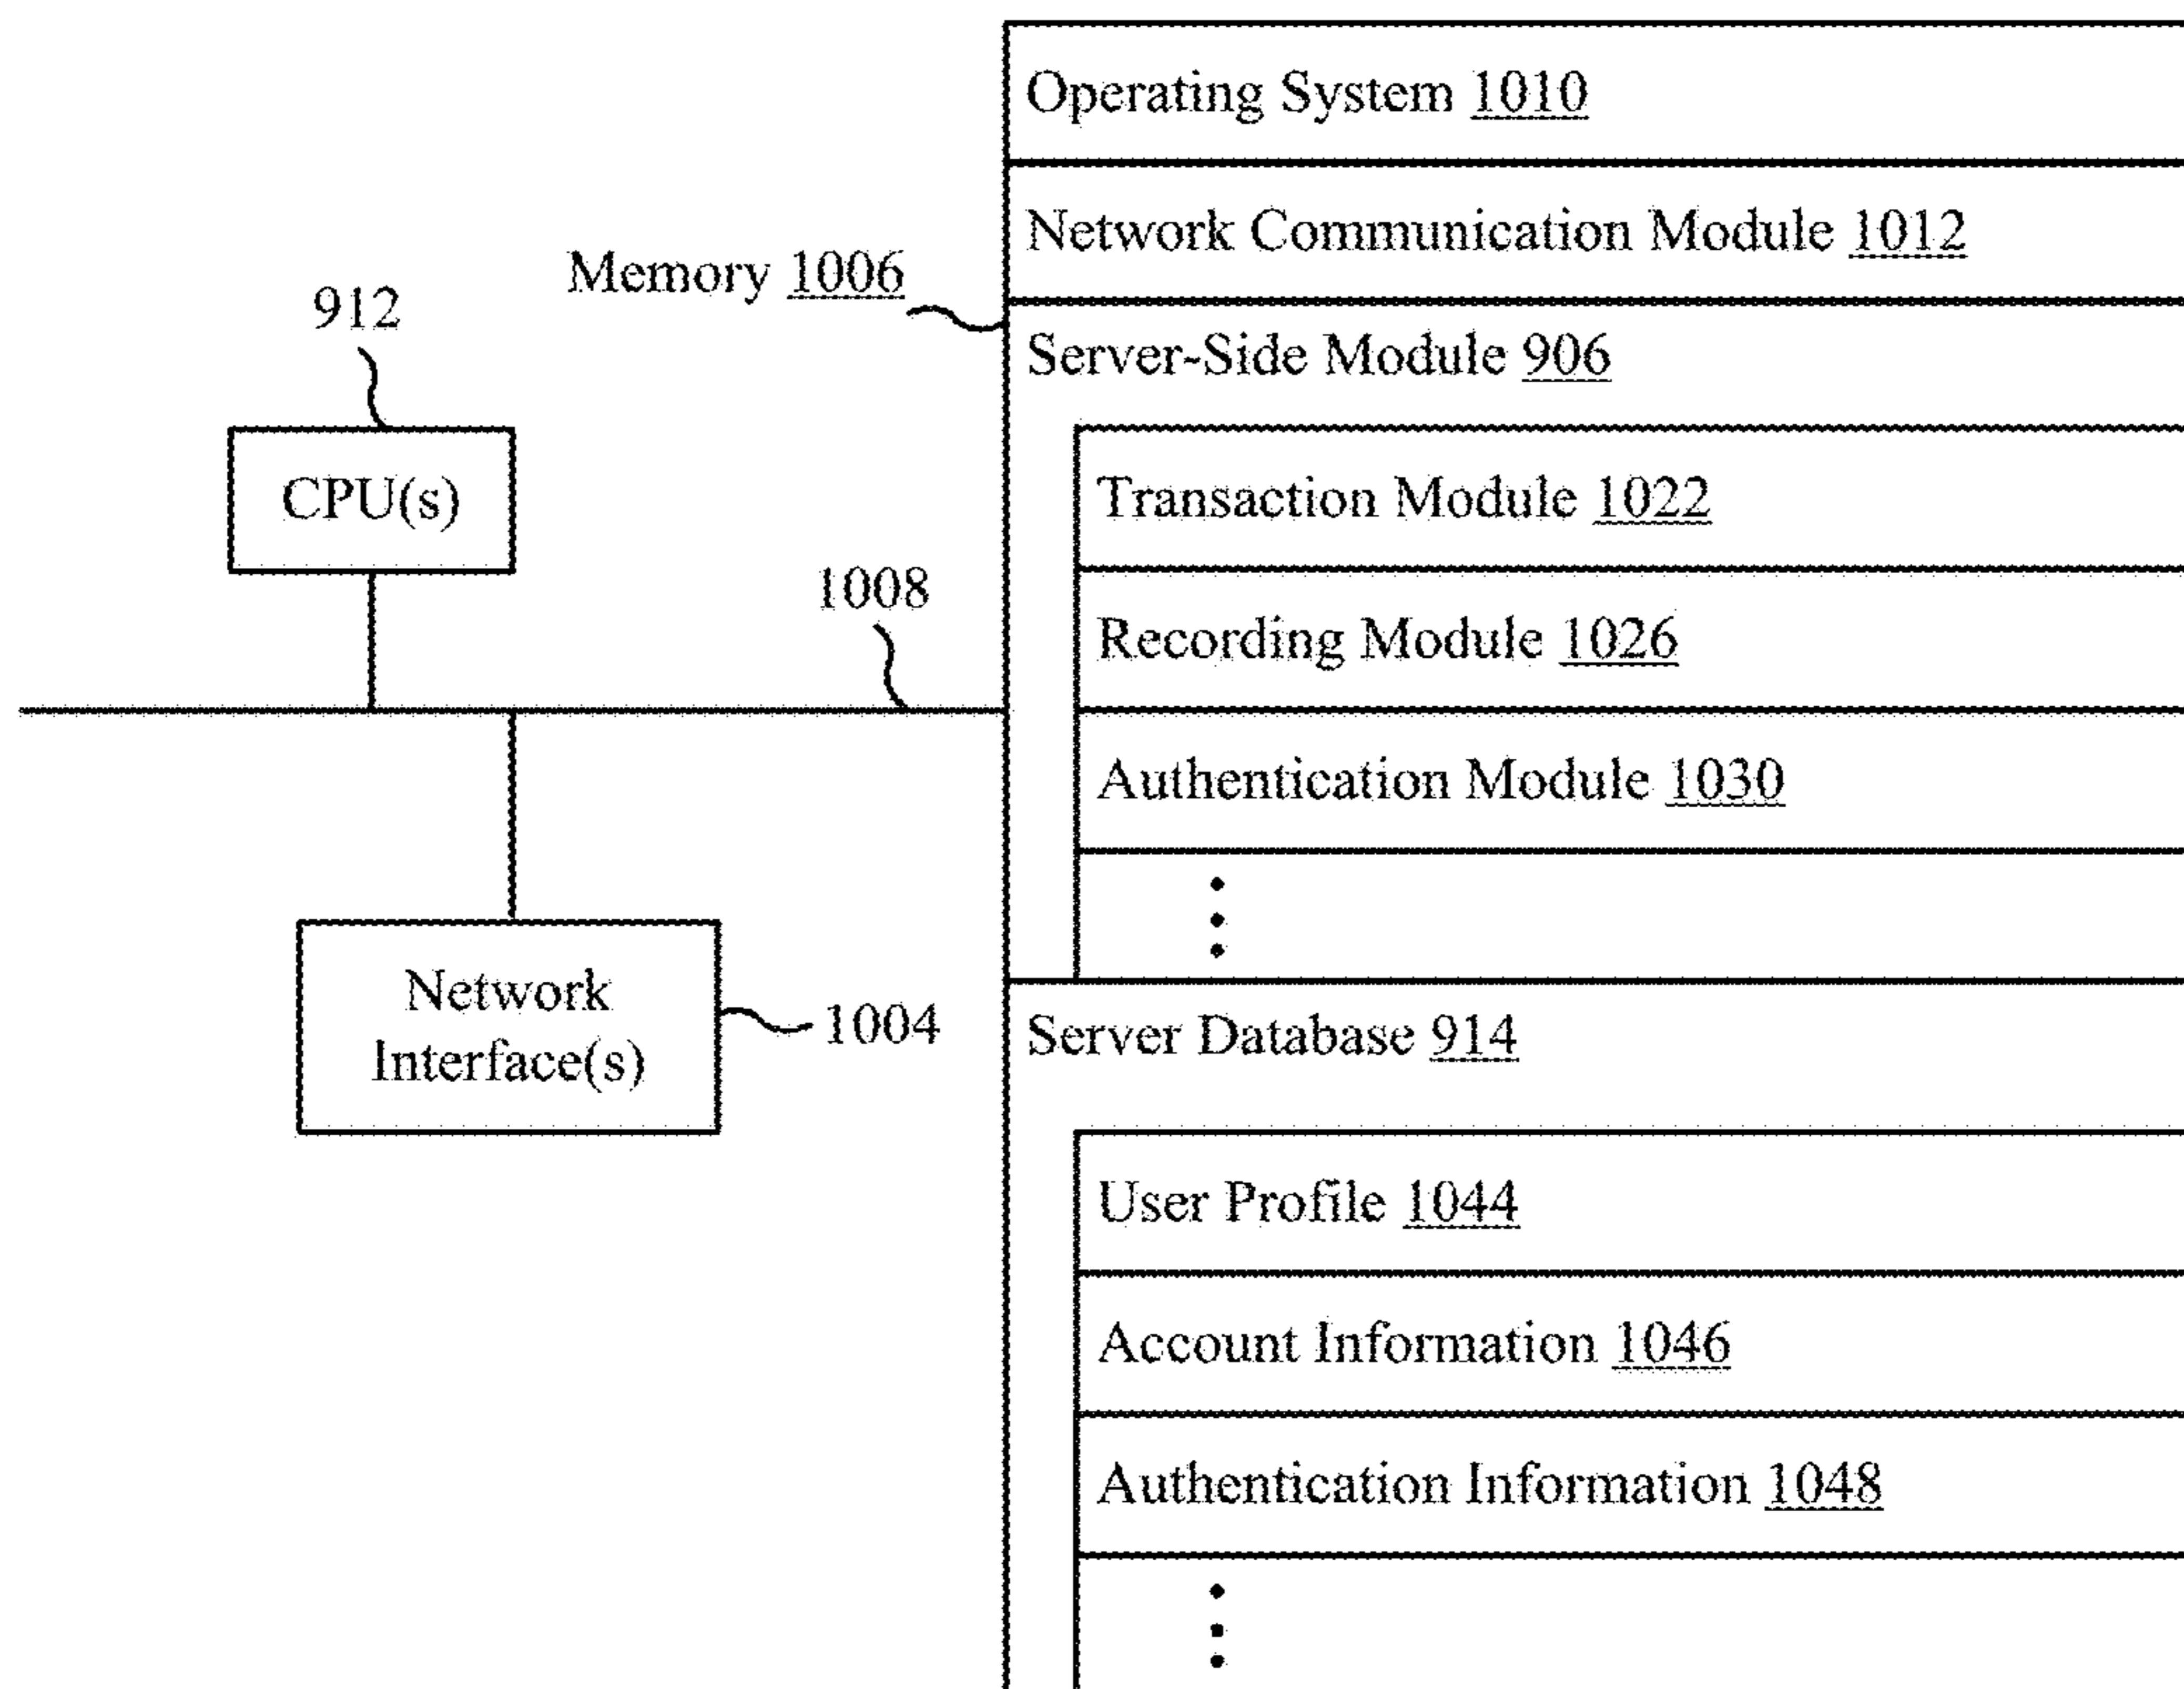 912
CPU(s)
1008
Network
Interface(s)
1004
Memory 1006
Operating System 1010
Network Communication Module 1012
Server-Side Module 906
Transaction Module 1022
Recording Module 1026
Authentication Module 1030
Server Database 914
User Profile 1044
Account Information 1046
Authentication Information 1048